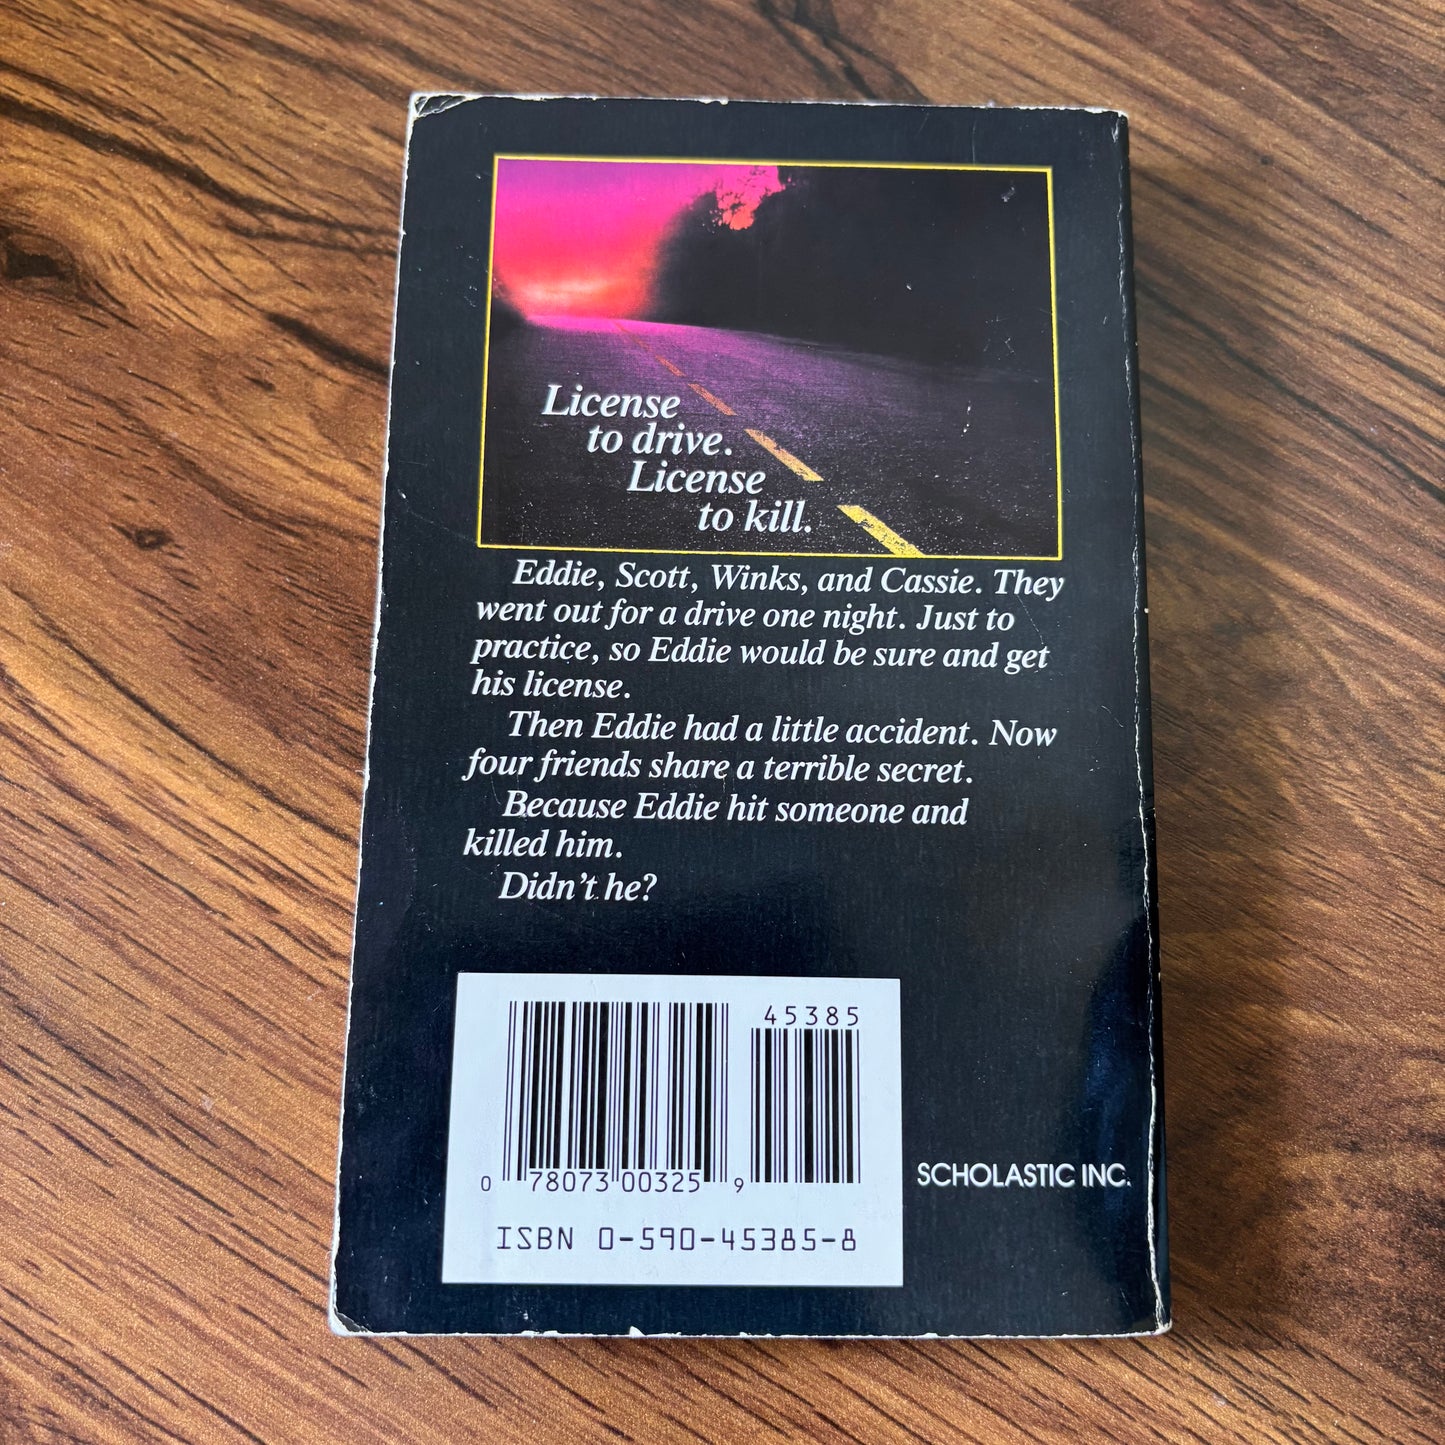 License
to drive.
License
to kill.
Eddie, Scott, Winks, and Cassie. They
went out for a drive one night. Just to
practice, so Eddie would be sure and get
his license.
Then Eddie had a little accident. Now
four friends share a terrible secret.
Because Eddie hit someone and
killed him.
Didn't he?
45385
0 78073 00325 9
ISBN 0-590-45385-8
SCHOLASTIC INC.